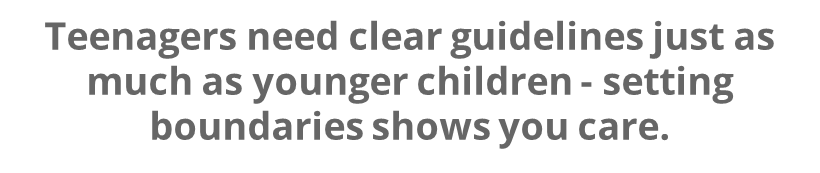 Teenagers need clear guidelines just as
much as younger children - setting
boundaries shows you care.